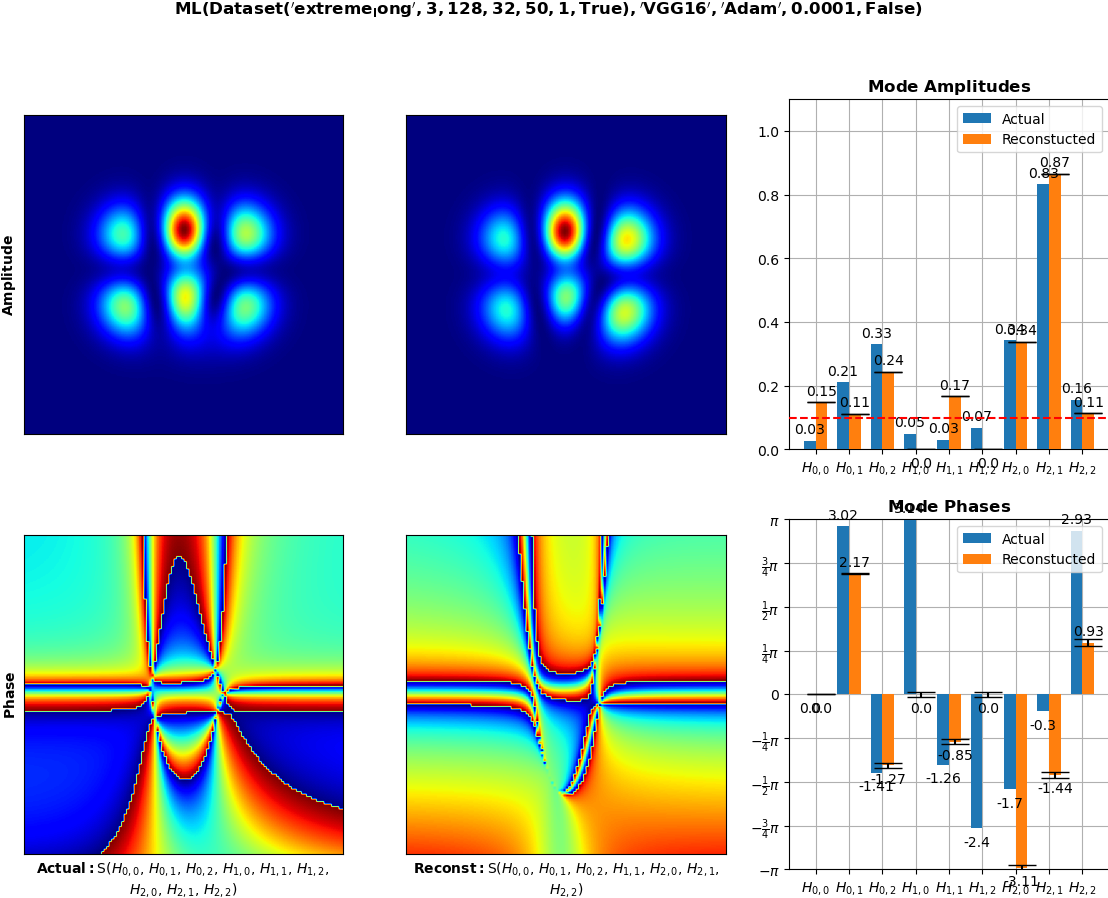 ML(Dataset('extreme_long', 3, 128, 32, 50, 1, True), 'VGG16', 'Adam', 0.0001, False)
Amplitude
Mode Amplitudes
Actual
Reconstucted
1.0
0.8
0.6
0.4
0.2
0.0
0.03 0.21 0.33 0.05 0.03 0.07 0.34 0.83 0.16
0.15 0.11 0.24 0.0 0.17 0.0 0.34 0.87 0.11
H0,0 H0,1 H0,2 H1,0 H1,1 H1,2 H2,0 H2,1 H2,2
Phase
Actual: S(H0,0, H0,1, H0,2, H1,0, H1,1, H1,2,
H2,0, H2,1, H2,2)
Reconst: S(H0,0, H0,1, H0,2, H1,1, H2,0, H2,1,
H2,2)
Mode Phases
Actual
Reconstucted
π
3/4π
1/2π
1/4π
0
−1/4π
−1/2π
−3/4π
−π
0.0 3.02 -1.41 -1.26 -2.4 -1.7 -0.3 2.93
0.0 2.17 -1.27 0.0 -0.85 0.0 -3.11 -1.44 0.93
H0,0 H0,1 H0,2 H1,0 H1,1 H1,2 H2,0 H2,1 H2,2